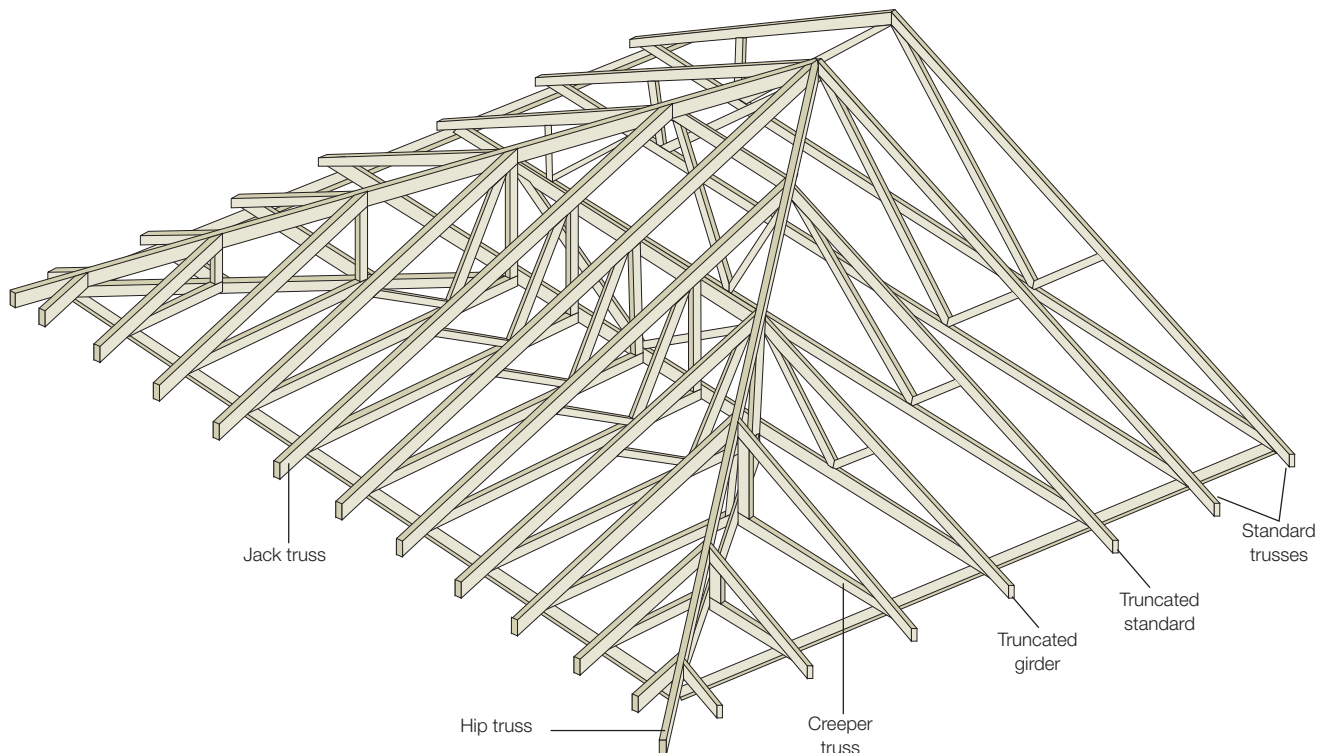 Jack truss
Standard
trusses
Truncated
standard
Truncated
girder
Hip truss
Creeper
truss